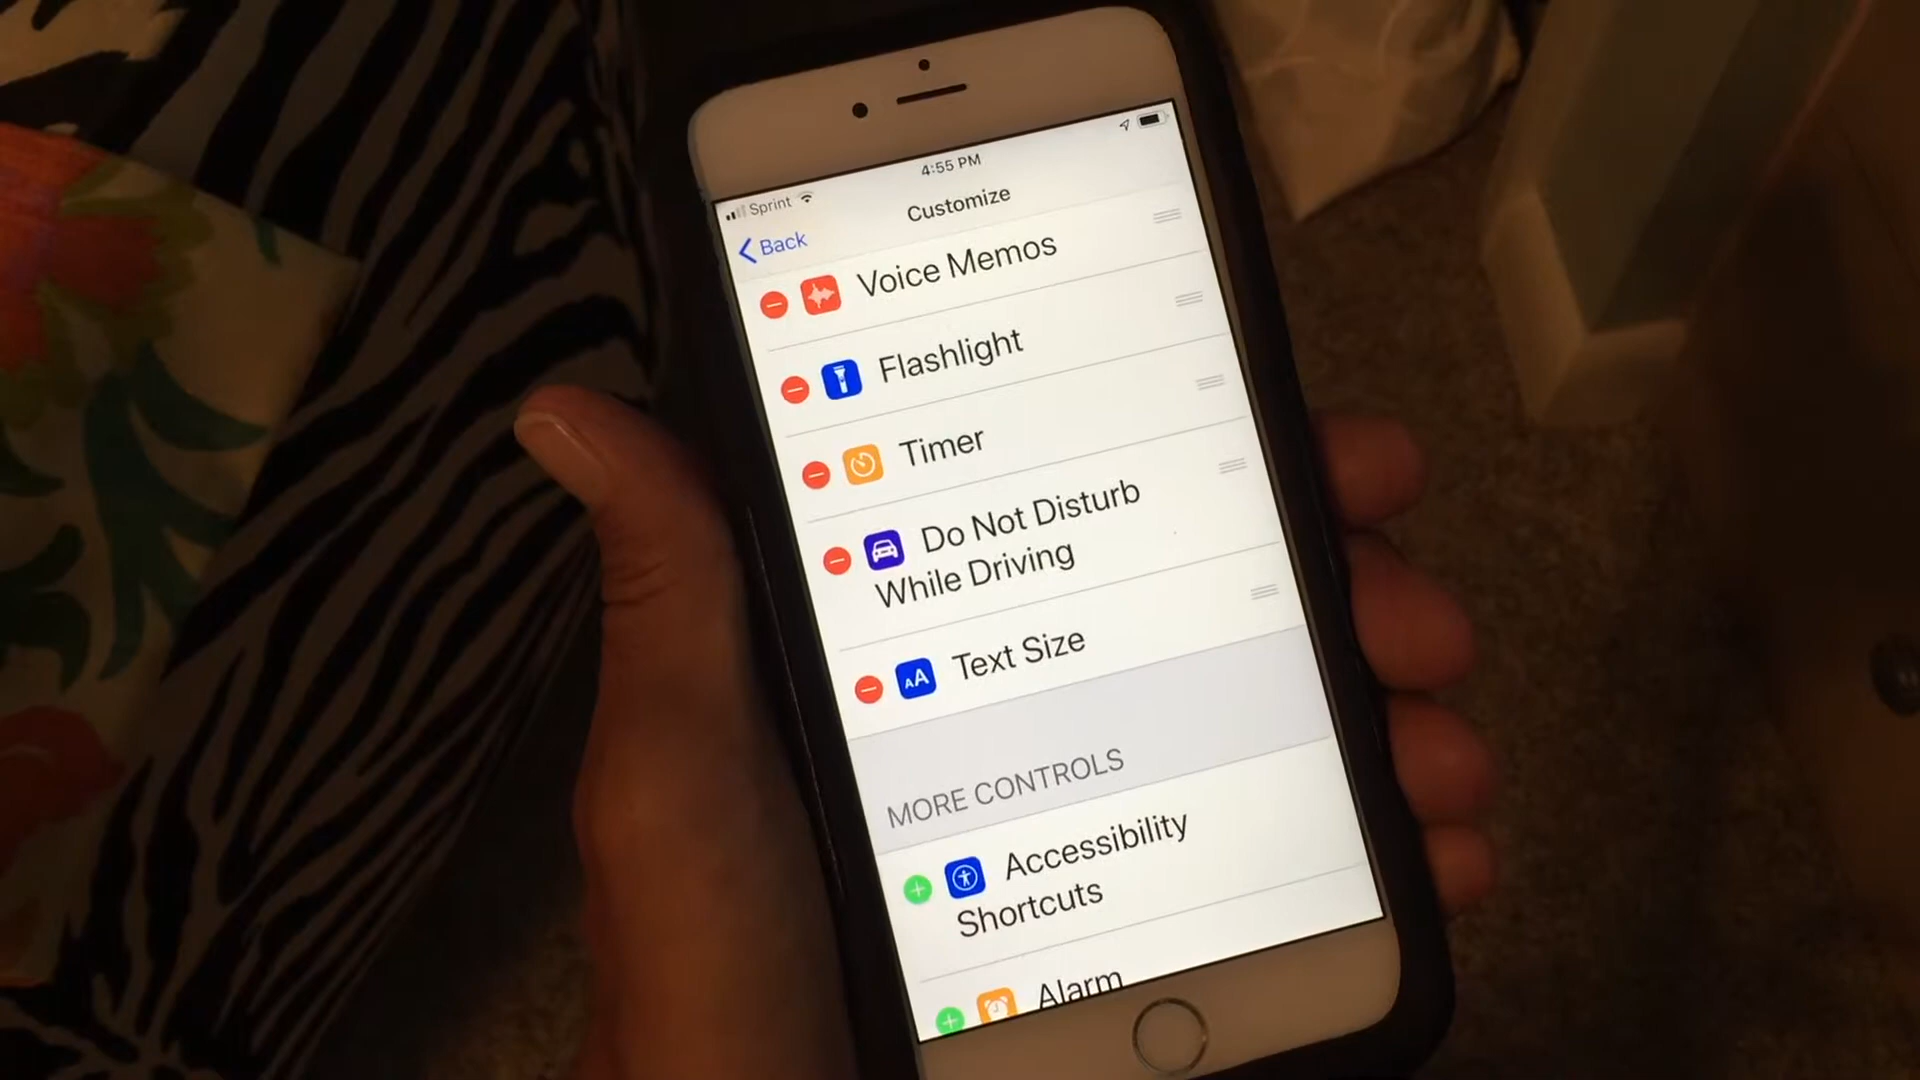 4:55 PM
Sprint
Customize
Back
Voice Memos
Flashlight
Timer
Do Not Disturb
While Driving
AA Text Size
MORE CONTROLS
Accessibility
Shortcuts
Alarm